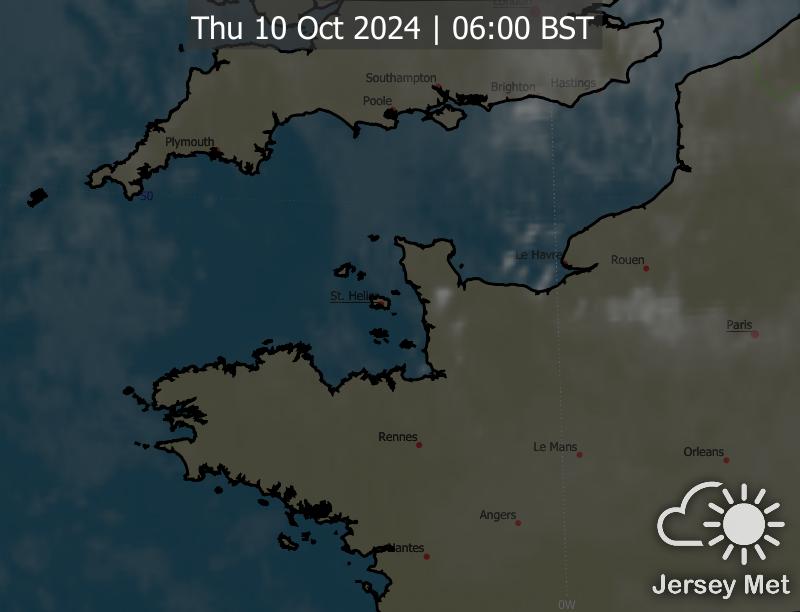 London
Thu 10 Oct 2024 | 06:00 BST
Southampton
Brighton
Hastings
Poole
Plymouth
50
Le Havre
Rouen
St. Helier
Paris
Rennes
Le Mans
Orleans
Angers
Nantes
0W
Jersey Met